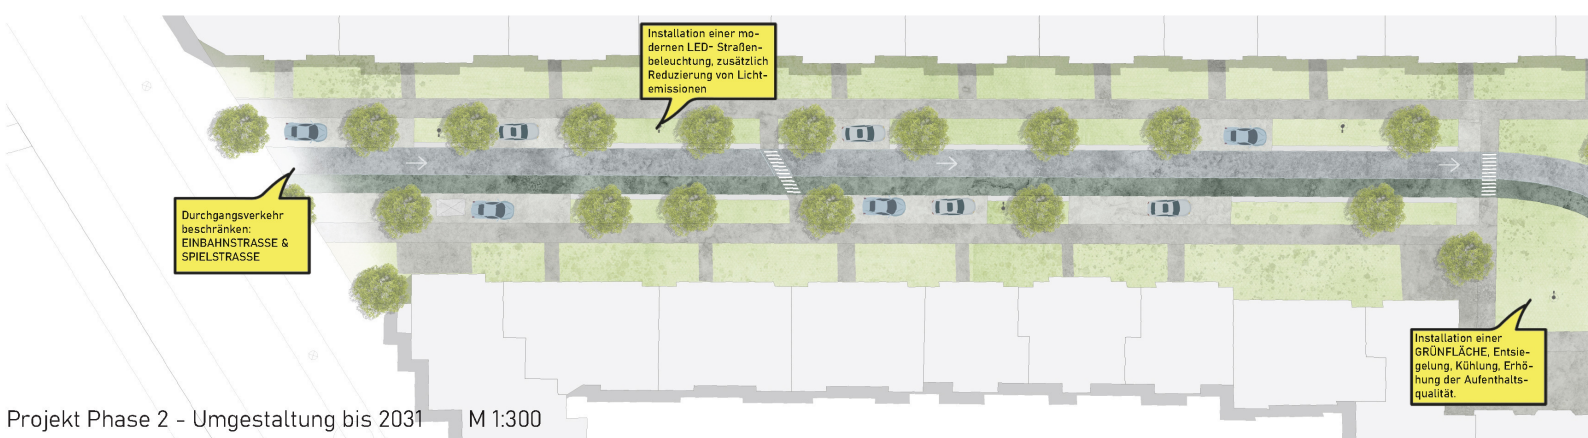 Installation einer mo-
dernen LED- Straßen-
beleuchtung, zusätzlich
Reduzierung von Licht-
emissionen
Durchgangsverkehr
beschränken:
EINBAHNSTRASSE &
SPIELSTRASSE
Installation einer
GRÜNFLÄCHE, Entsie-
gelung, Kühlung, Erhö-
hung der Aufenthalts-
qualität.
Projekt Phase 2 - Umgestaltung bis 2031 M 1:300